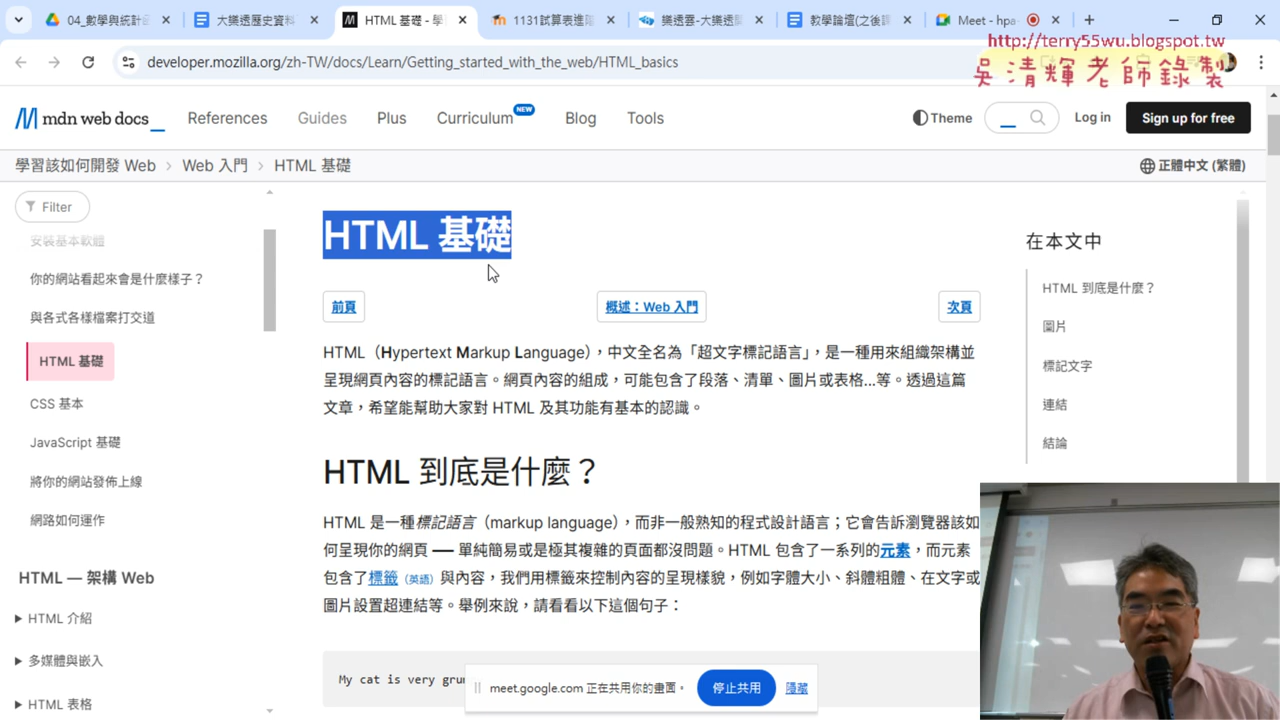 04_數學與統計函
大樂透歷史資料
HTML 基礎 - 學
1131試算表進階
樂透雲-大樂透
教學論壇(之後課
Meet - hpa-
http://terry55wu.blogspot.tw
吳清輝老師錄製
developer.mozilla.org/zh-TW/docs/Learn/Getting_started_with_the_web/HTML_basics
mdn web docs
References
Guides
Plus
Curriculum
NEW
Blog
Tools
Theme
Log in
Sign up for free
學習該如何開發 Web > Web 入門 > HTML 基礎
正體中文 (繁體)
Filter
安裝基本軟體
你的網站看起來會是什麼樣子？
與各式各樣檔案打交道
HTML 基礎
CSS 基本
JavaScript 基礎
將你的網站發佈上線
網路如何運作
HTML — 架構 Web
HTML 介紹
多媒體與嵌入
HTML 表格
HTML 基礎
前頁
概述：Web 入門
次頁
HTML（Hypertext Markup Language），中文全名為「超文字標記語言」，是一種用來組織架構並
呈現網頁內容的標記語言。網頁內容的組成，可能包含了段落、清單、圖片或表格…等。透過這篇
文章，希望能幫助大家對 HTML 及其功能有基本的認識。
HTML 到底是什麼？
HTML 是一種標記語言（markup language），而非一般熟知的程式設計語言；它會告訴瀏覽器該如
何呈現你的網頁 — 單純簡易或是極其複雜的頁面都沒問題。HTML 包含了一系列的元素，而元素
包含了標籤（英語）與內容，我們用標籤來控制內容的呈現樣貌，例如字體大小、斜體粗體、在文字或
圖片設置超連結等。舉例來說，請看看以下這個句子：
My cat is very gru
在本文中
HTML 到底是什麼？
圖片
標記文字
連結
結論
meet.google.com 正在共用你的畫面。
停止共用
隱藏